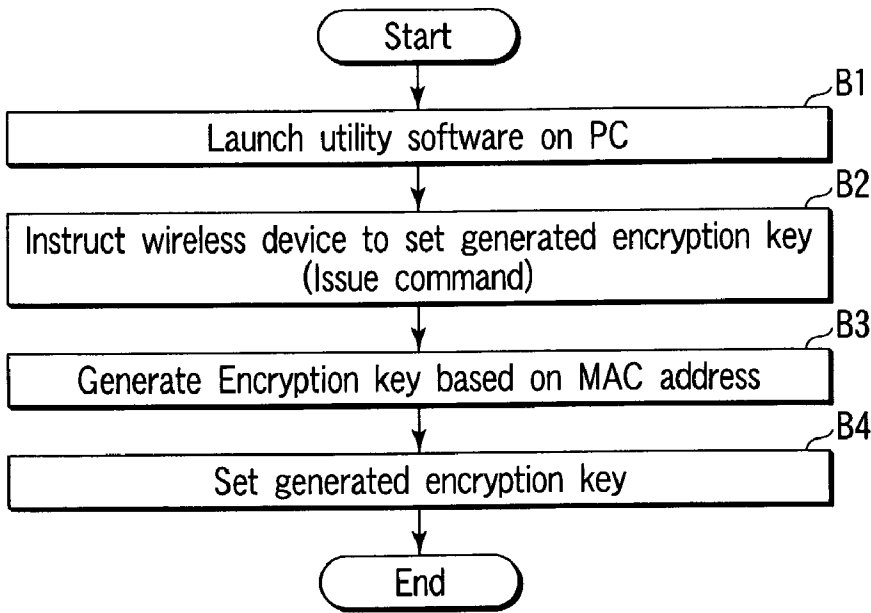 Start
B1
Launch utility software on PC
B2
Instruct wireless device to set generated encryption key
(Issue command)
B3
Generate Encryption key based on MAC address
B4
Set generated encryption key
End